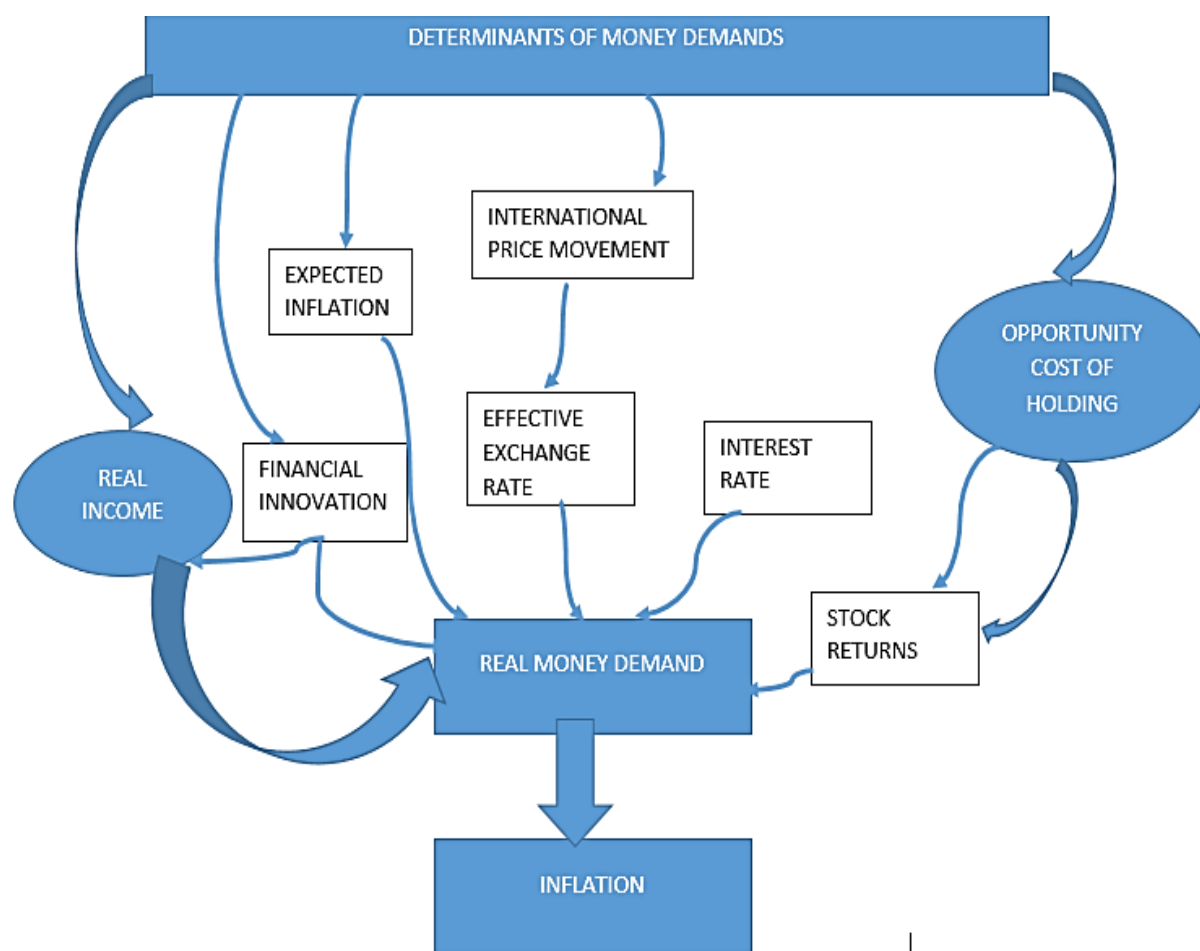 DETERMINANTS OF MONEY DEMANDS
INTERNATIONAL
PRICE MOVEMENT
EXPECTED
INFLATION
OPPORTUNITY
COST OF
HOLDING
EFFECTIVE
EXCHANGE
RATE
INTEREST
RATE
REAL
INCOME
FINANCIAL
INNOVATION
STOCK
RETURNS
REAL MONEY DEMAND
INFLATION